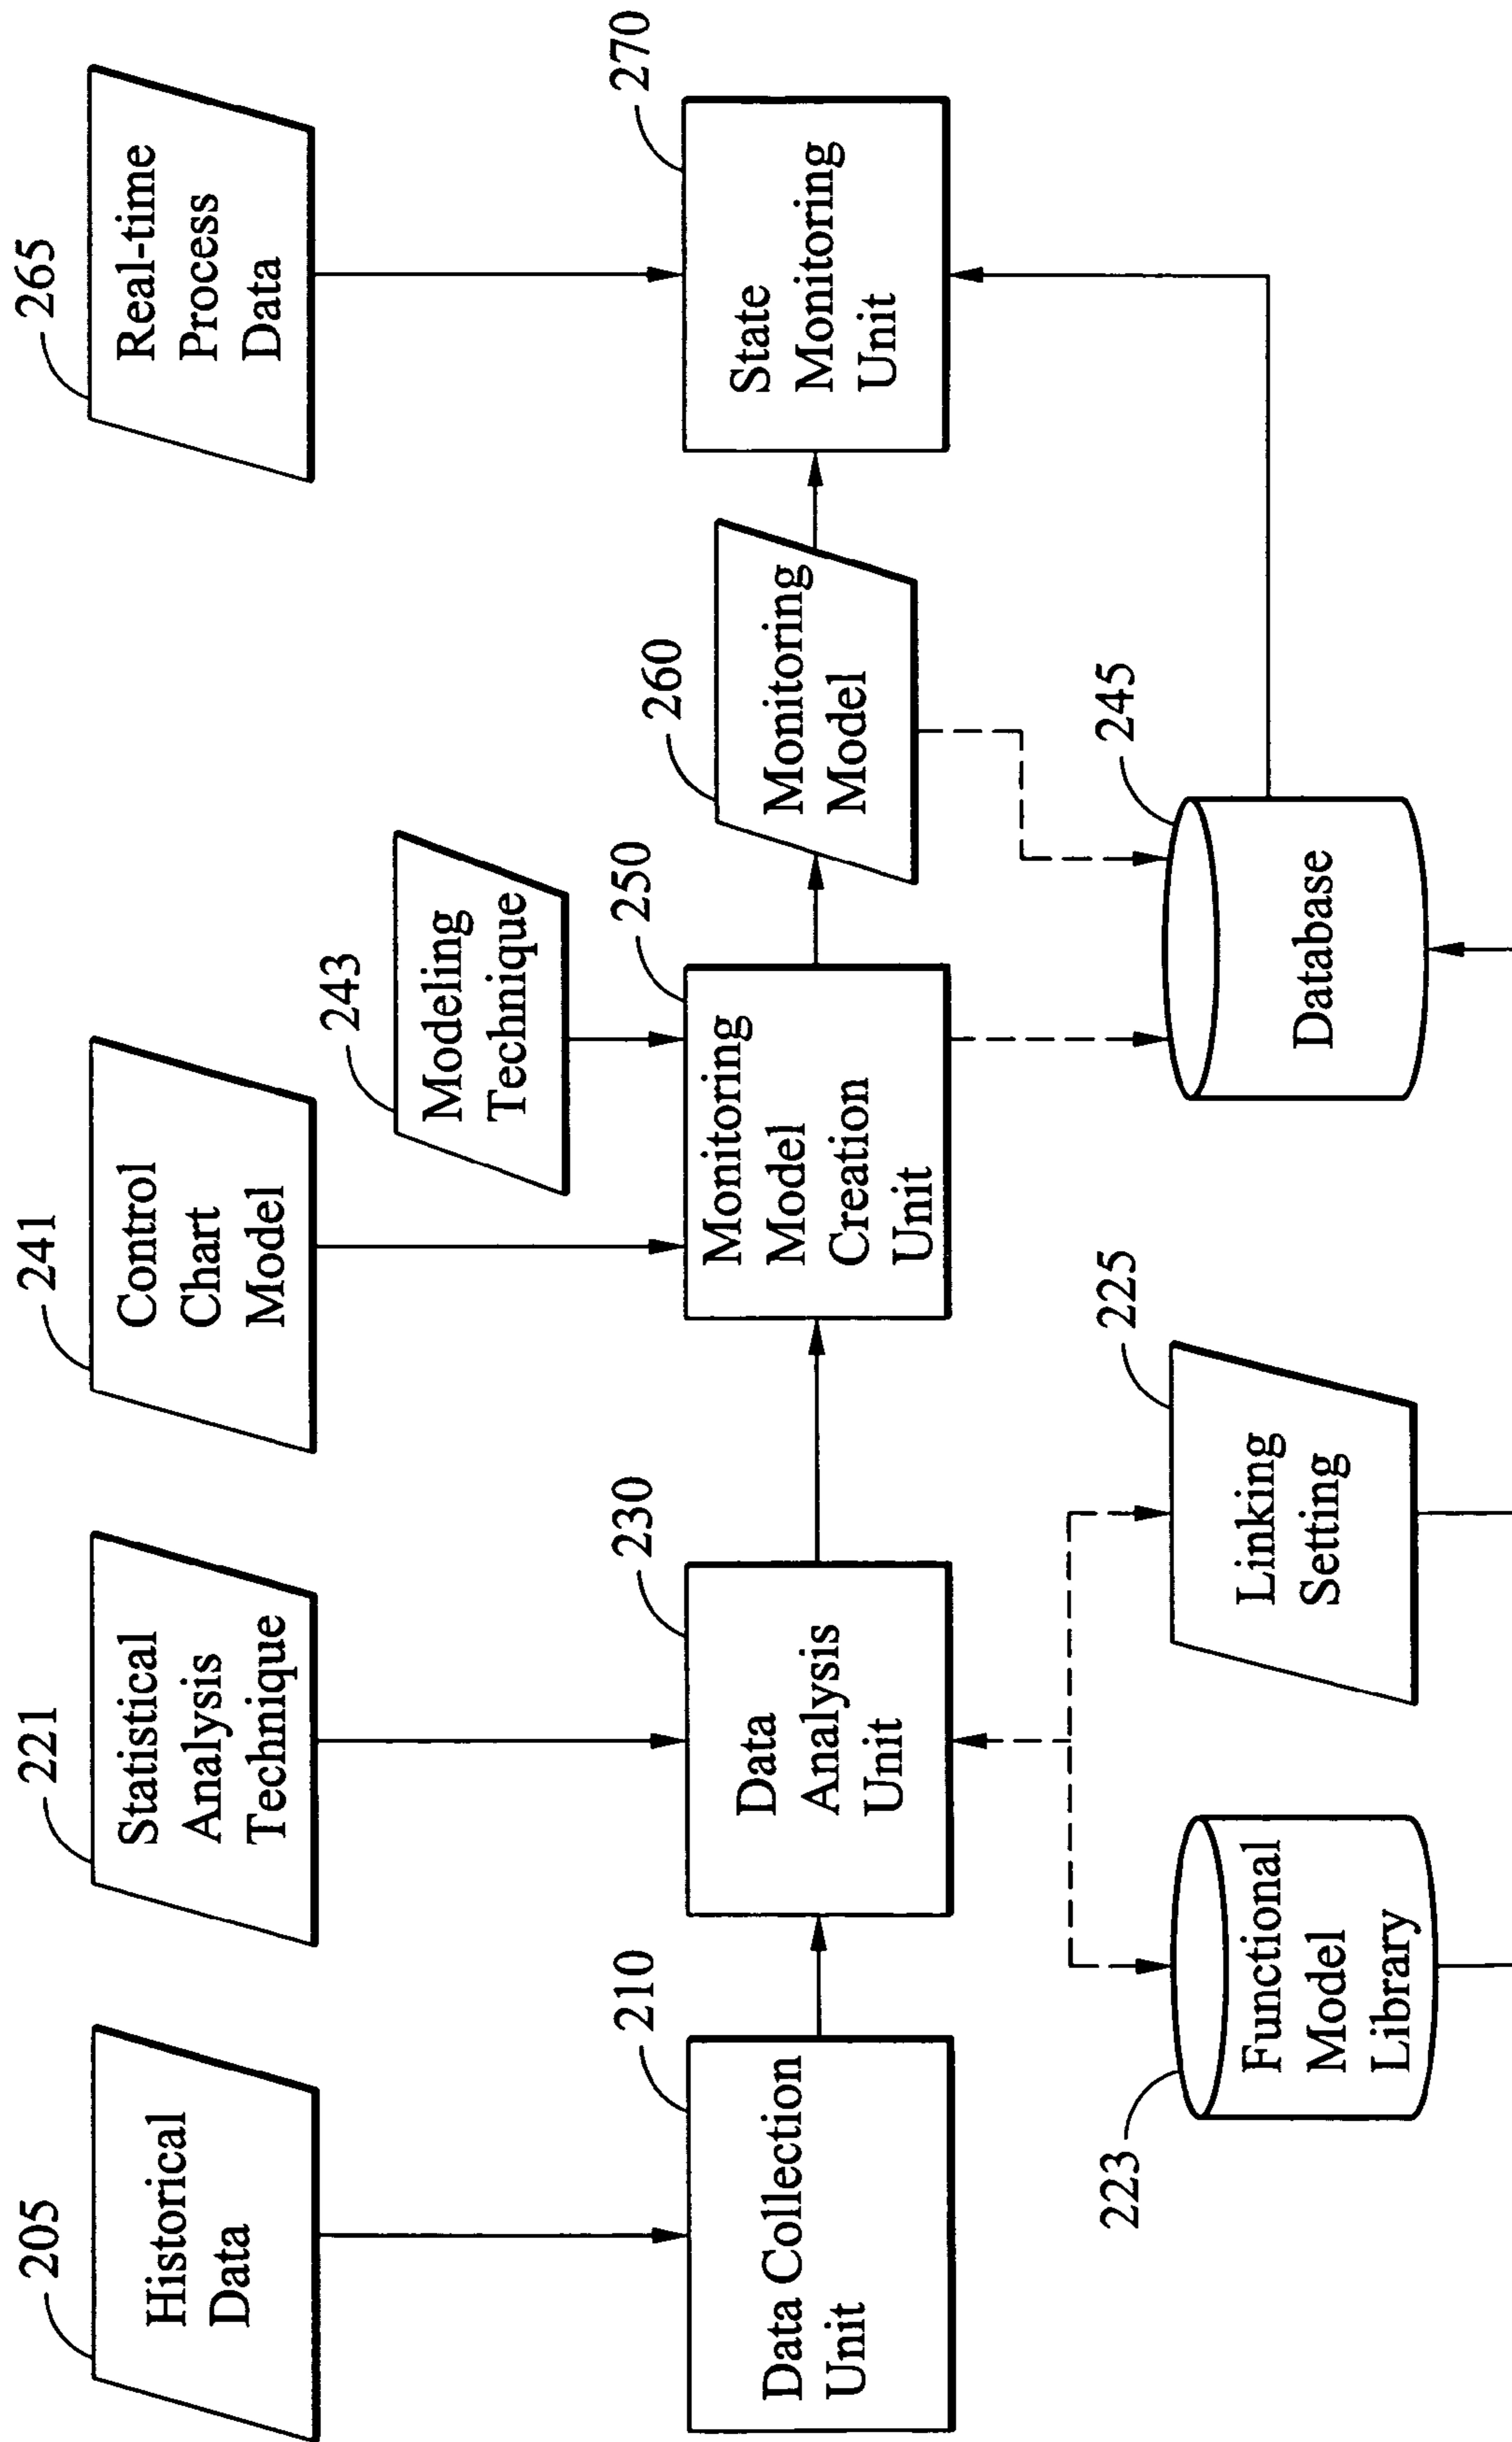 205
Historical
Data
221
Statistical
Analysis
Technique
241
Control
Chart
Model
265
Real-time
Process
Data
243
Modeling
Technique
210
Data Collection
Unit
230
Data
Analysis
Unit
250
Monitoring
Model
Creation
Unit
260
Monitoring
Model
270
State
Monitoring
Unit
223
Functional
Model
Library
225
Linking
Setting
245
Database